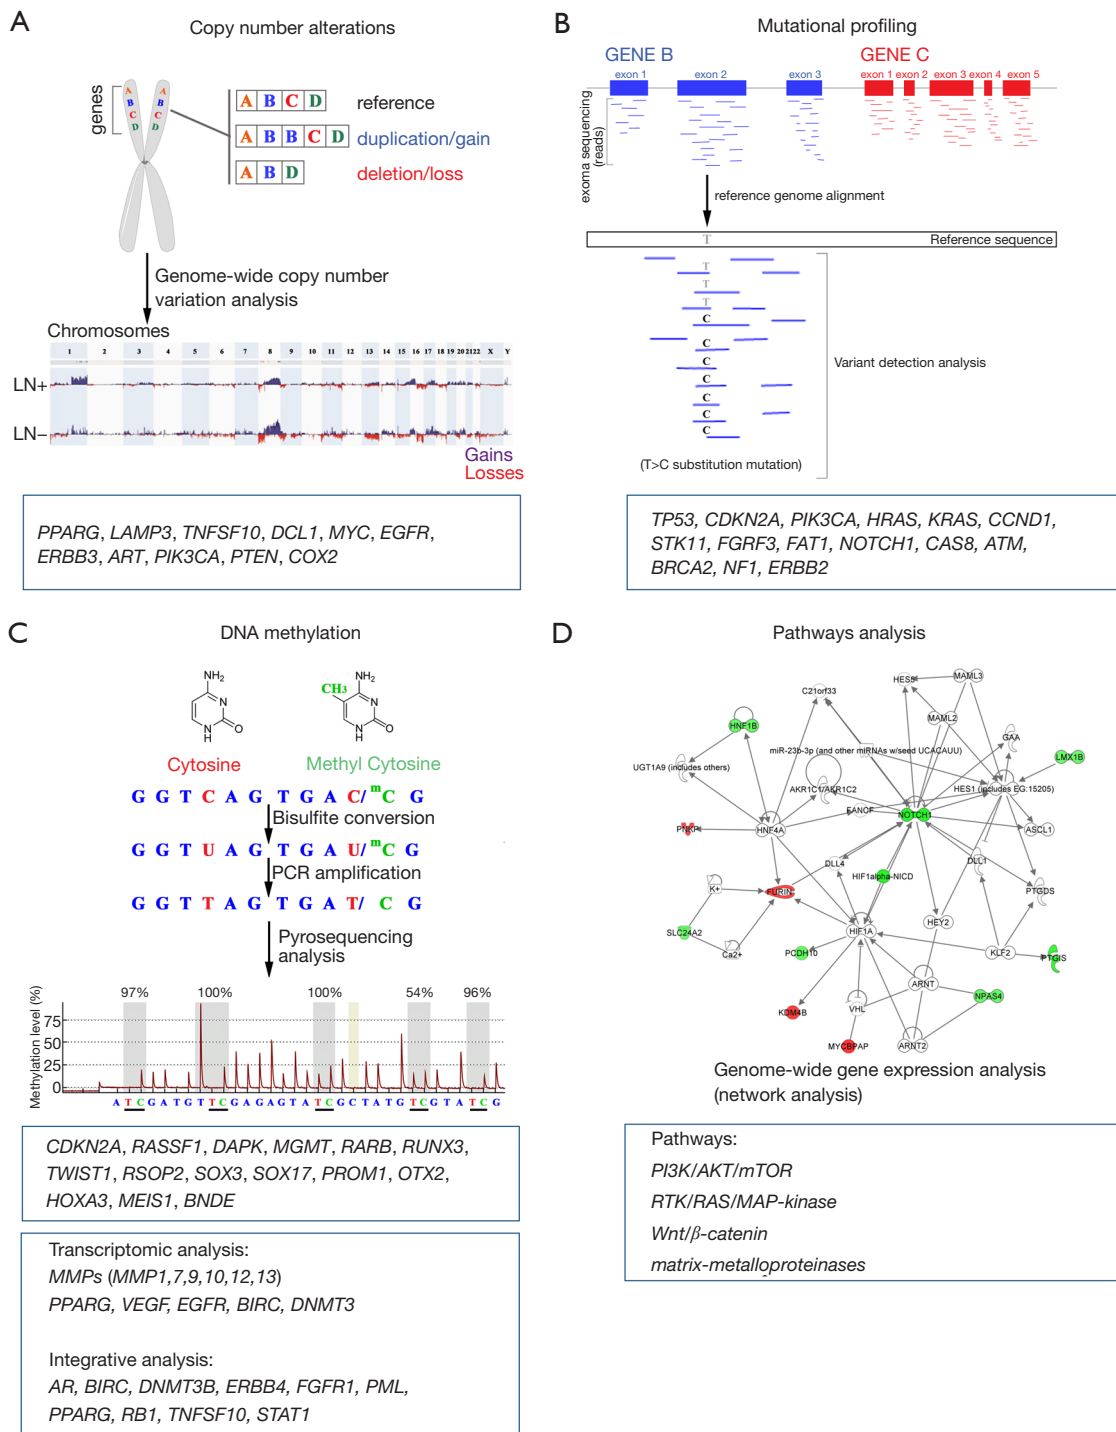 A
Copy number alterations
genes
A
B
C
D
A
B
C
D
A B C D
reference
A B B C D
duplication/gain
A B D
deletion/loss
Genome-wide copy number
variation analysis
Chromosomes
1 2 3 4 5 6 7 8 9 10 11 12 13 14 15 16 17 18 19 20 21 22 X Y
LN+
LN–
Gains
Losses
PPARG, LAMP3, TNFSF10, DCL1, MYC, EGFR,
ERBB3, ART, PIK3CA, PTEN, COX2
B
Mutational profiling
GENE B
GENE C
exon 1 exon 2 exon 3
exon 1 exon 2 exon 3 exon 4 exon 5
exoma sequencing
(reads)
reference genome alignment
T
Reference sequence
T
T
T
C
C
C
C
C
C
C
C
Variant detection analysis
(T>C substitution mutation)
TP53, CDKN2A, PIK3CA, HRAS, KRAS, CCND1,
STK11, FGRF3, FAT1, NOTCH1, CAS8, ATM,
BRCA2, NF1, ERBB2
C
DNA methylation
NH2
N
N
H
O
CH3
NH2
N
N
H
O
Cytosine
Methyl Cytosine
G G T C A G T G A C/ mC G
Bisulfite conversion
G G T U A G T G A U/ mC G
PCR amplification
G G T T A G T G A T/ C G
Pyrosequencing
analysis
97% 100% 100% 54% 96%
Methylation level (%)
75
50
25
0
A T C G A T G T T C G A G A G T A T C G C T A T G T C G T A T C G
CDKN2A, RASSF1, DAPK, MGMT, RARB, RUNX3,
TWIST1, RSOP2, SOX3, SOX17, PROM1, OTX2,
HOXA3, MEIS1, BNDE
Transcriptomic analysis:
MMPs (MMP1,7,9,10,12,13)
PPARG, VEGF, EGFR, BIRC, DNMT3
Integrative analysis:
AR, BIRC, DNMT3B, ERBB4, FGFR1, PML,
PPARG, RB1, TNFSF10, STAT1
D
Pathways analysis
MAML3
HES5
C21orf33
MAML2
HNF1B
GAA
miR-23b-3p (and other miRNAs w/seed UCACAUU)
LMX1B
UGT1A9 (includes others)
AKR1C1/AKR1C2
HES1 (includes EG:15205)
FANCF
NOTCH1
PNKP
HNF4A
ASCL1
DLL4
DLL1
HIF1alpha-NICD
K+
FURIN
PTGDS
HEY2
SLC24A2
HIF1A
Ca2+
PCDH10
KLF2
PTGIS
ARNT
NPAS4
KDM4B
VHL
MYCBPAP
ARNT2
Genome-wide gene expression analysis
(network analysis)
Pathways:
PI3K/AKT/mTOR
RTK/RAS/MAP-kinase
Wnt/β-catenin
matrix-metalloproteinases